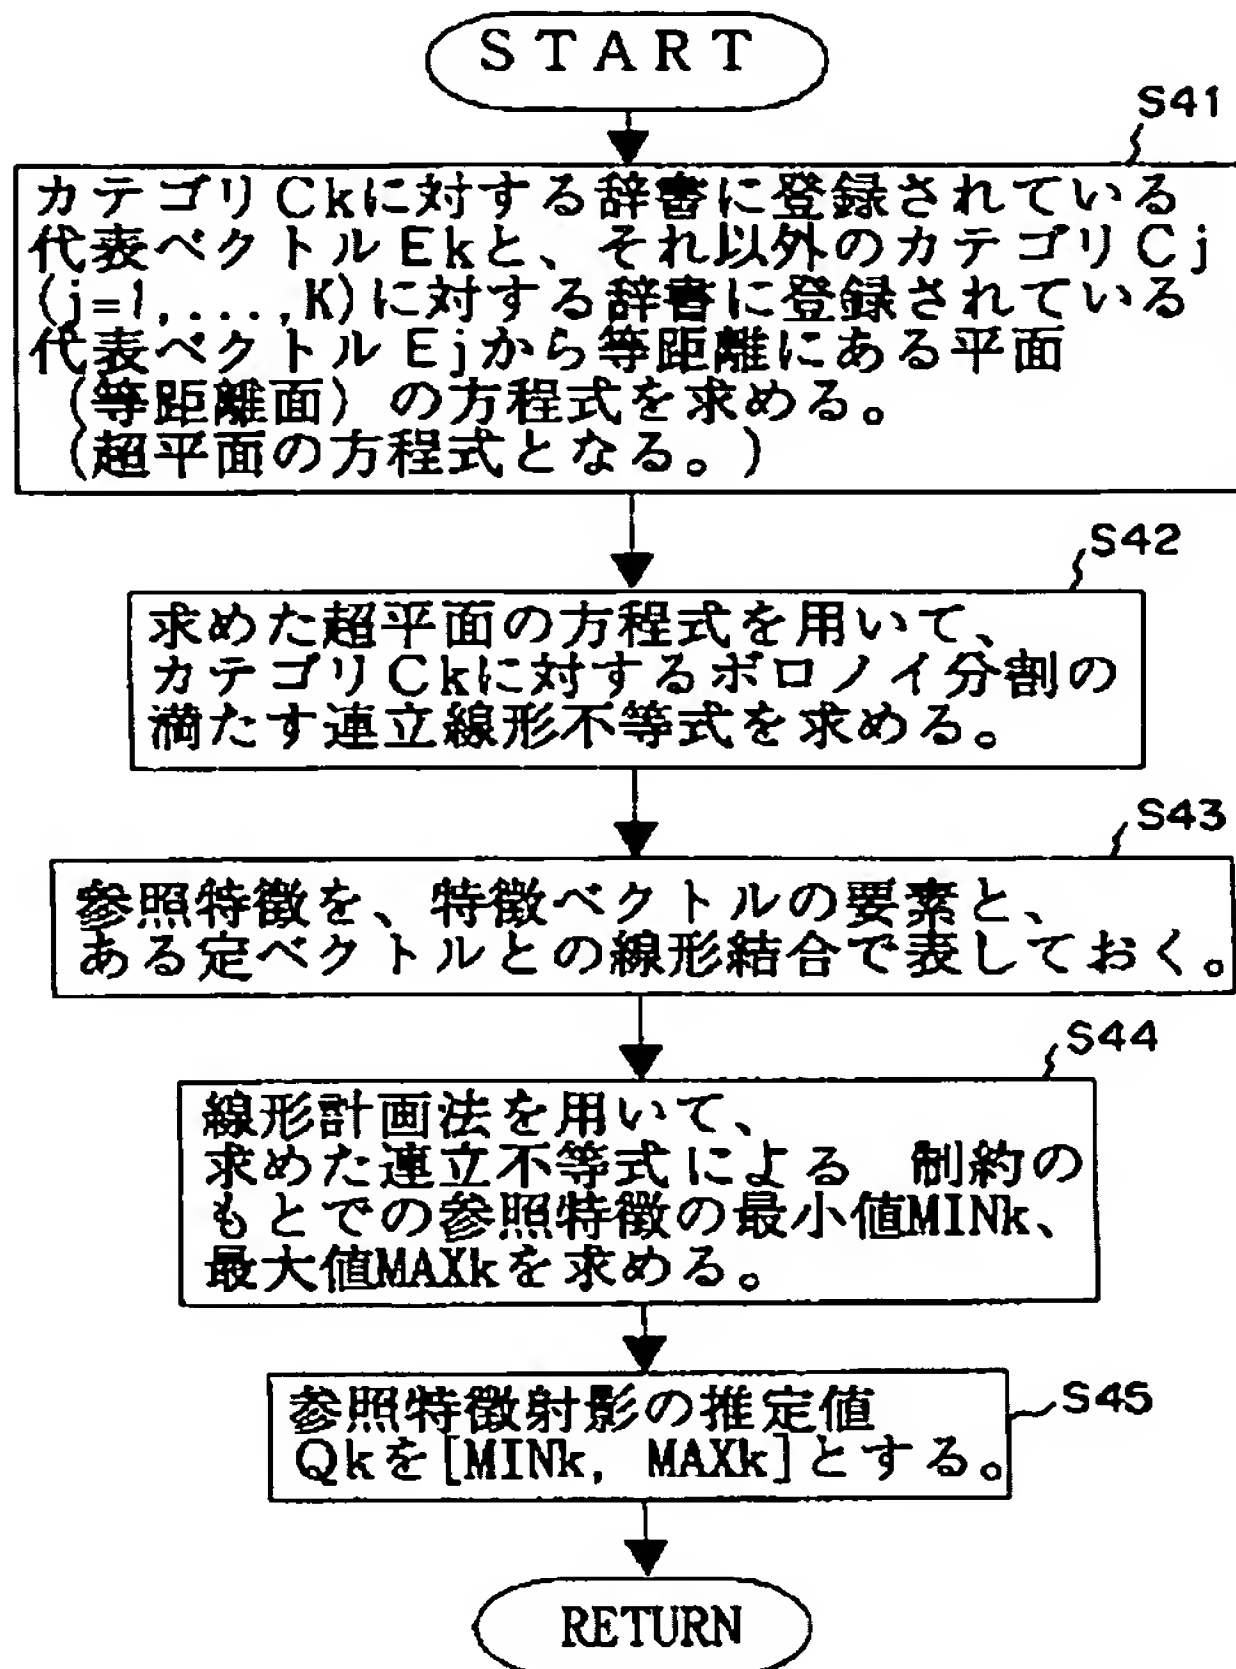 START
S41
カテゴリCkに対する辞書に登録されている
代表ベクトルEkと、それ以外のカテゴリCj
(j=1,...,K)に対する辞書に登録されている
代表ベクトルEjから等距離にある平面
(等距離面)の方程式を求める。
(超平面の方程式となる。)
S42
求めた超平面の方程式を用いて、
カテゴリCkに対するボロノイ分割の
満たす連立線形不等式を求める。
S43
参照特徴を、特徴ベクトルの要素と、
ある定ベクトルとの線形結合で表しておく。
S44
線形計画法を用いて、
求めた連立不等式による 制約の
もとでの参照特徴の最小値MINk、
最大値MAXkを求める。
S45
参照特徴射影の推定値
Qkを[MINk, MAXk]とする。
RETURN